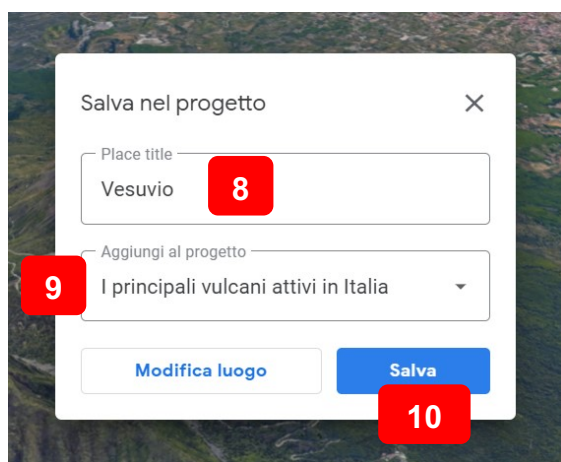 Salva nel progetto
Place title
Vesuvio
8
Aggiungi al progetto
9
I principali vulcani attivi in Italia
Modifica luogo
Salva
10